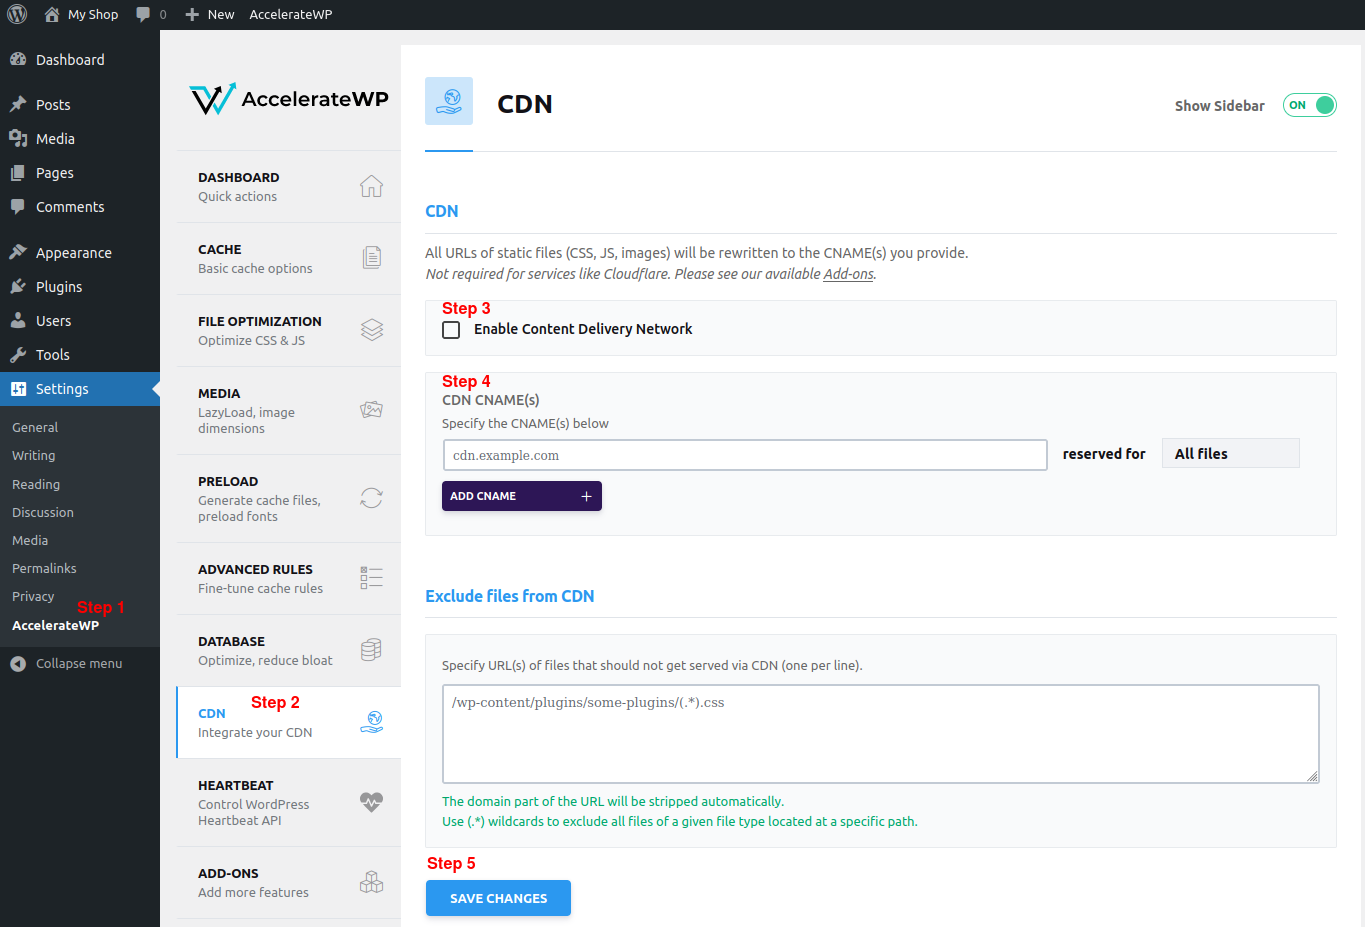 My Shop 0 New AccelerateWP
Dashboard
Posts
Media
Pages
Comments
Appearance
Plugins
Users
Tools
Settings
General
Writing
Reading
Discussion
Media
Permalinks
Privacy
Step 1
AccelerateWP
Collapse menu
AccelerateWP
DASHBOARD
Quick actions
CACHE
Basic cache options
FILE OPTIMIZATION
Optimize CSS & JS
MEDIA
LazyLoad, image
dimensions
PRELOAD
Generate cache files,
preload fonts
ADVANCED RULES
Fine-tune cache rules
DATABASE
Optimize, reduce bloat
Step 2
CDN
Integrate your CDN
HEARTBEAT
Control WordPress
Heartbeat API
ADD-ONS
Add more features
CDN
Show Sidebar ON
CDN
All URLs of static files (CSS, JS, images) will be rewritten to the CNAME(s) you provide.
Not required for services like Cloudflare. Please see our available Add-ons.
Step 3
Enable Content Delivery Network
Step 4
CDN CNAME(s)
Specify the CNAME(s) below
cdn.example.com reserved for All files
ADD CNAME +
Exclude files from CDN
Specify URL(s) of files that should not get served via CDN (one per line).
/wp-content/plugins/some-plugins/(.*).css
The domain part of the URL will be stripped automatically.
Use (.*) wildcards to exclude all files of a given file type located at a specific path.
Step 5
SAVE CHANGES